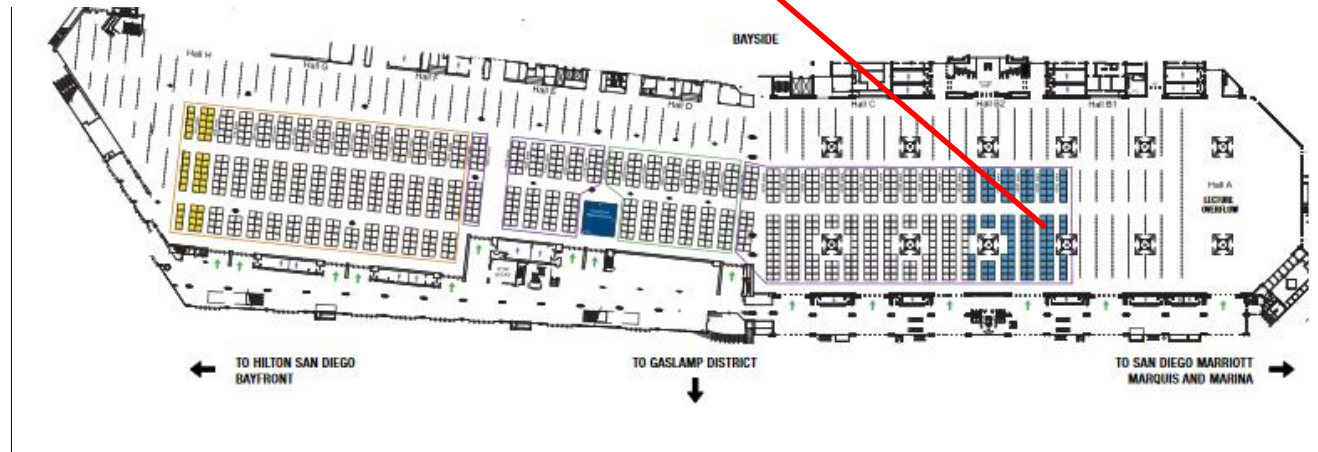 BAYSIDE
Hall H
Hall G
Hall F
Hall E
Hall D
Hall C
Hall B2
Hall B1
Hall A
LECTURE
OVERFLOW
TO HILTON SAN DIEGO
BAYFRONT
TO GASLAMP DISTRICT
TO SAN DIEGO MARRIOTT
MARQUIS AND MARINA